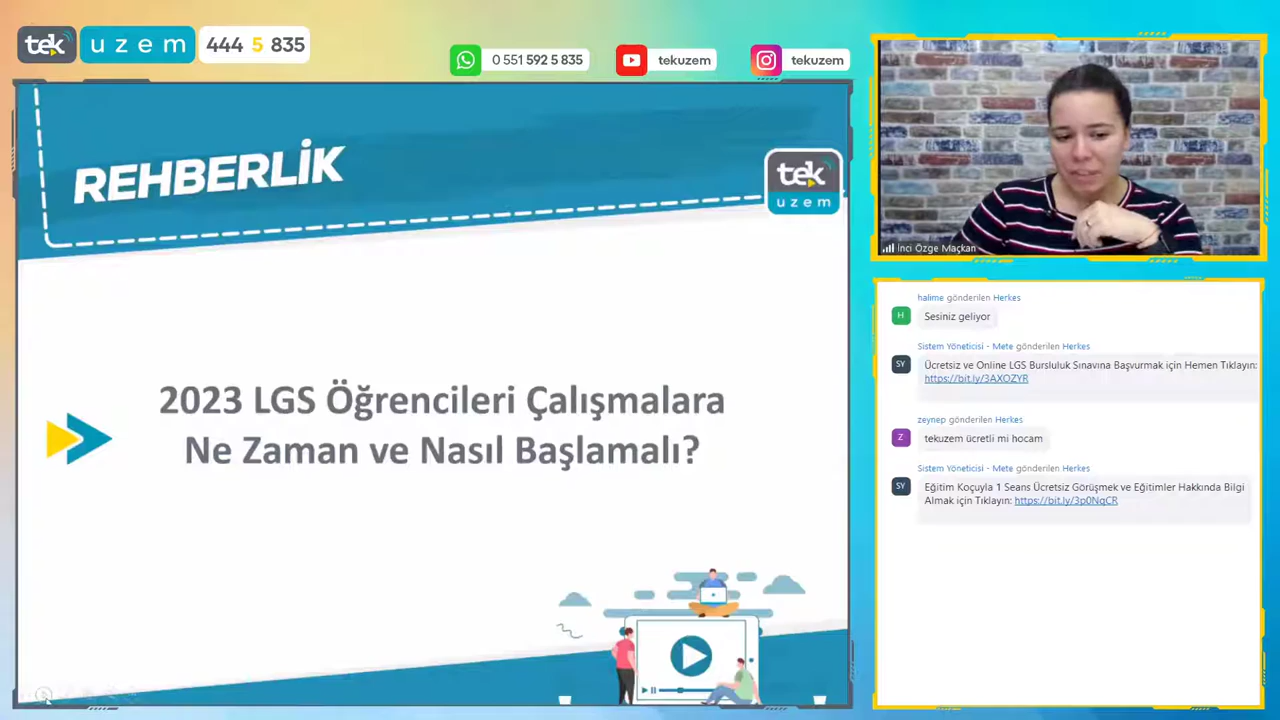 tek uzem 444 5 835
0 551 592 5 835
tekuzem
tekuzem
REHBERLİK
tek
uzem
2023 LGS Öğrencileri Çalışmalara
Ne Zaman ve Nasıl Başlamalı?
İnci Özge Maçkan
halime gönderilen Herkes
H
Sesiniz geliyor
Sistem Yöneticisi - Mete gönderilen Herkes
SY
Ücretsiz ve Online LGS Bursluluk Sınavına Başvurmak için Hemen Tıklayın:
https://bit.ly/3AXOZYR
zeynep gönderilen Herkes
Z
tekuzem ücretli mi hocam
Sistem Yöneticisi - Mete gönderilen Herkes
SY
Eğitim Koçuyla 1 Seans Ücretsiz Görüşmek ve Eğitimler Hakkında Bilgi
Almak için Tıklayın: https://bit.ly/3p0NqCR